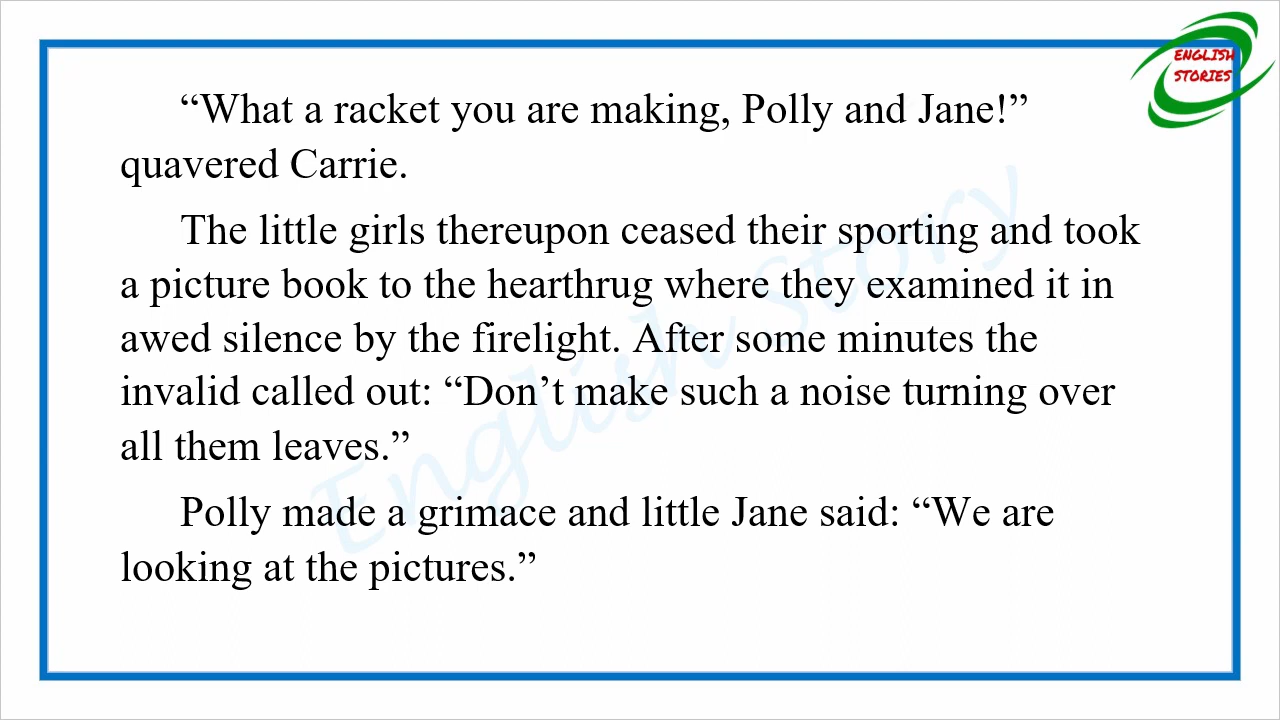 ENGLISH
STORIES
“What a racket you are making, Polly and Jane!”
quavered Carrie.
The little girls thereupon ceased their sporting and took
a picture book to the hearthrug where they examined it in
awed silence by the firelight. After some minutes the
invalid called out: “Don’t make such a noise turning over
all them leaves.”
Polly made a grimace and little Jane said: “We are
looking at the pictures.”
English Story